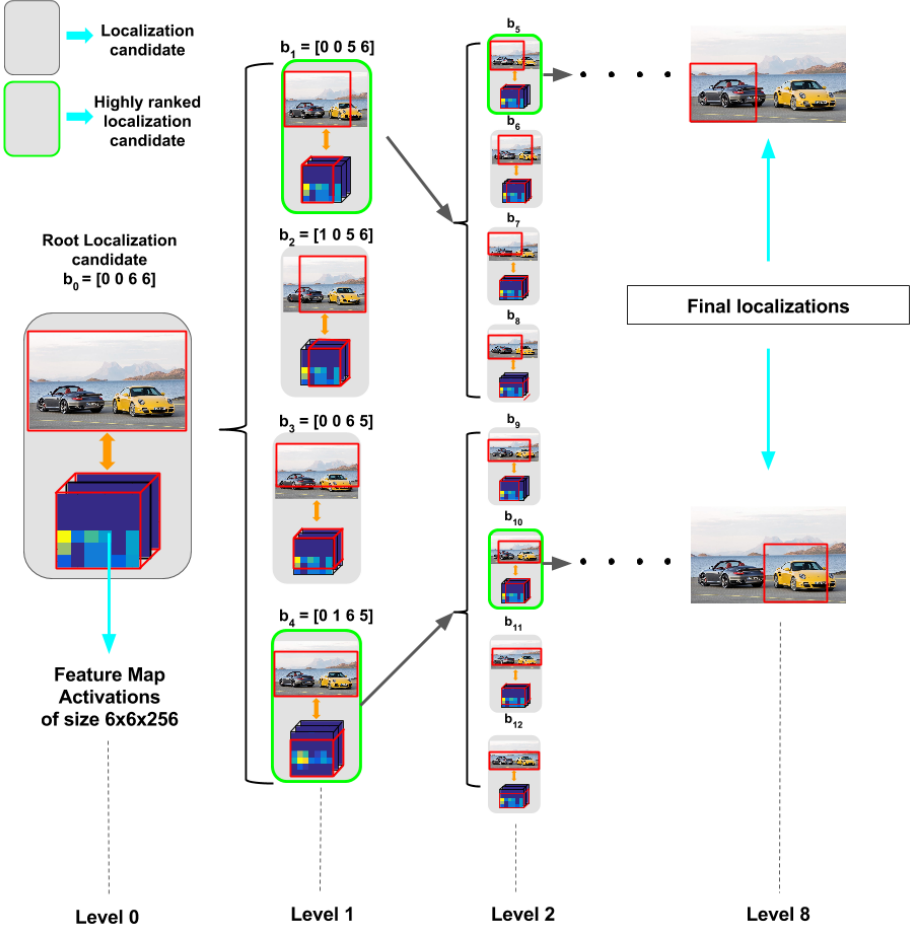 Localization
candidate
Highly ranked
localization
candidate
Root Localization
candidate
b0 = [0 0 6 6]
Feature Map
Activations
of size 6x6x256
b1 = [0 0 5 6]
b2 = [1 0 5 6]
b3 = [0 0 6 5]
b4 = [0 1 6 5]
b5
b6
b7
b8
b9
b10
b11
b12
Final localizations
Level 0
Level 1
Level 2
Level 8